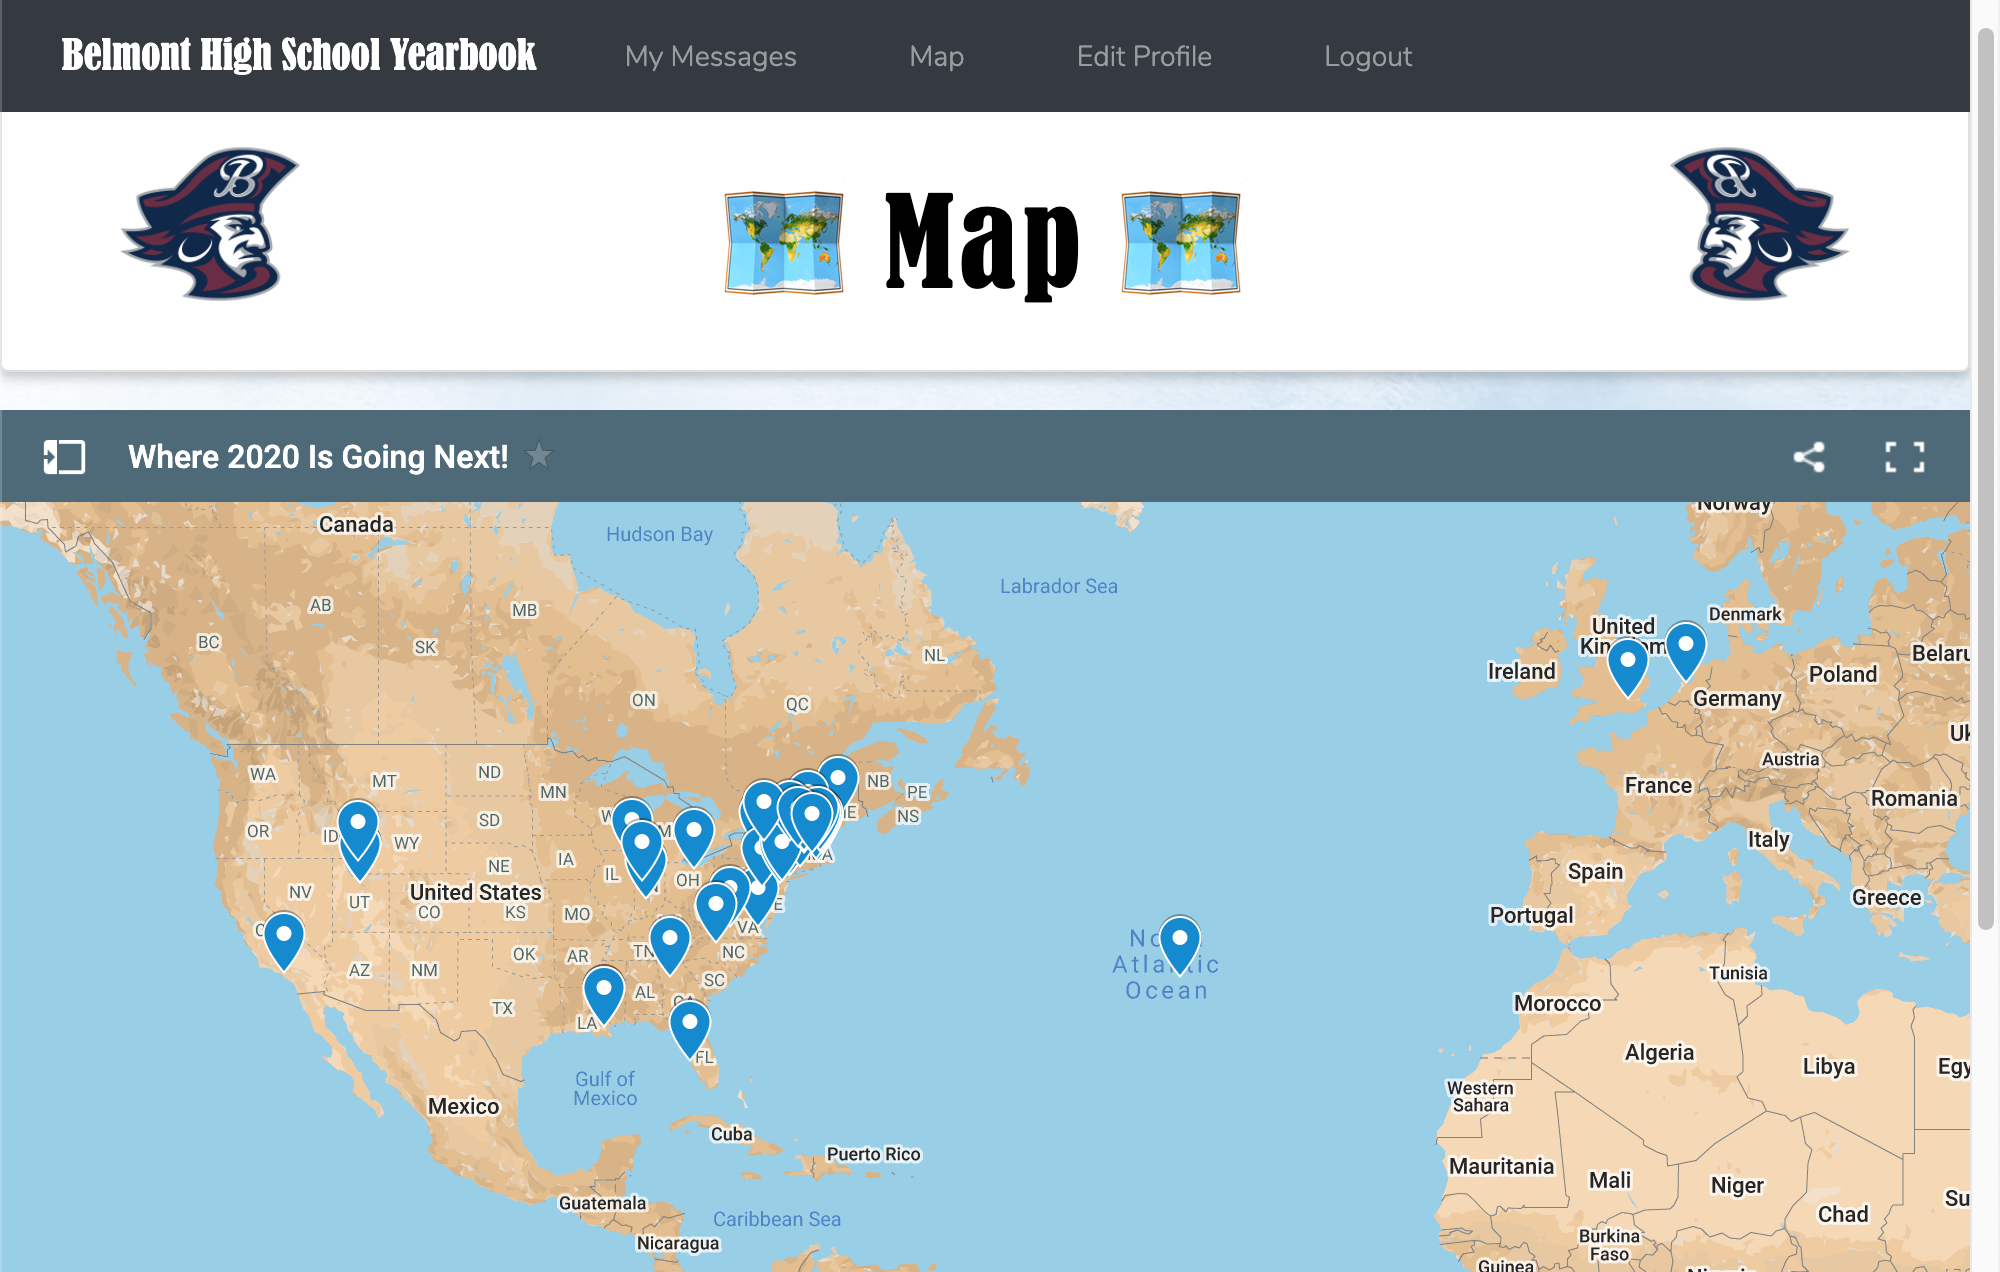 Belmont High School Yearbook My Messages Map Edit Profile Logout
B
B
Map
Where 2020 Is Going Next!
Norway
Canada
Hudson Bay
Labrador Sea
AB
MB
BC
SK
NL
ON
QC
Denmark
United
Ireland
Belaru
Poland
Germany
Uk
WA
MT
ND
MN
NB
PE
NS
Austria
France
Romania
OR
ID
WY
SD
Italy
NE
IA
IL
OH
Spain
NV
UT
United States
CO
KS
MO
VA
Greece
Portugal
AZ
NM
OK
AR
TN
NC
SC
Atlantic
Ocean
Tunisia
TX
AL
LA
FL
Morocco
Algeria
Libya
Egy
Gulf of
Mexico
Western
Sahara
Mexico
Cuba
Puerto Rico
Mauritania
Mali
Niger
Su
Guatemala
Caribbean Sea
Chad
Nicaragua
Burkina
Faso
Guinea